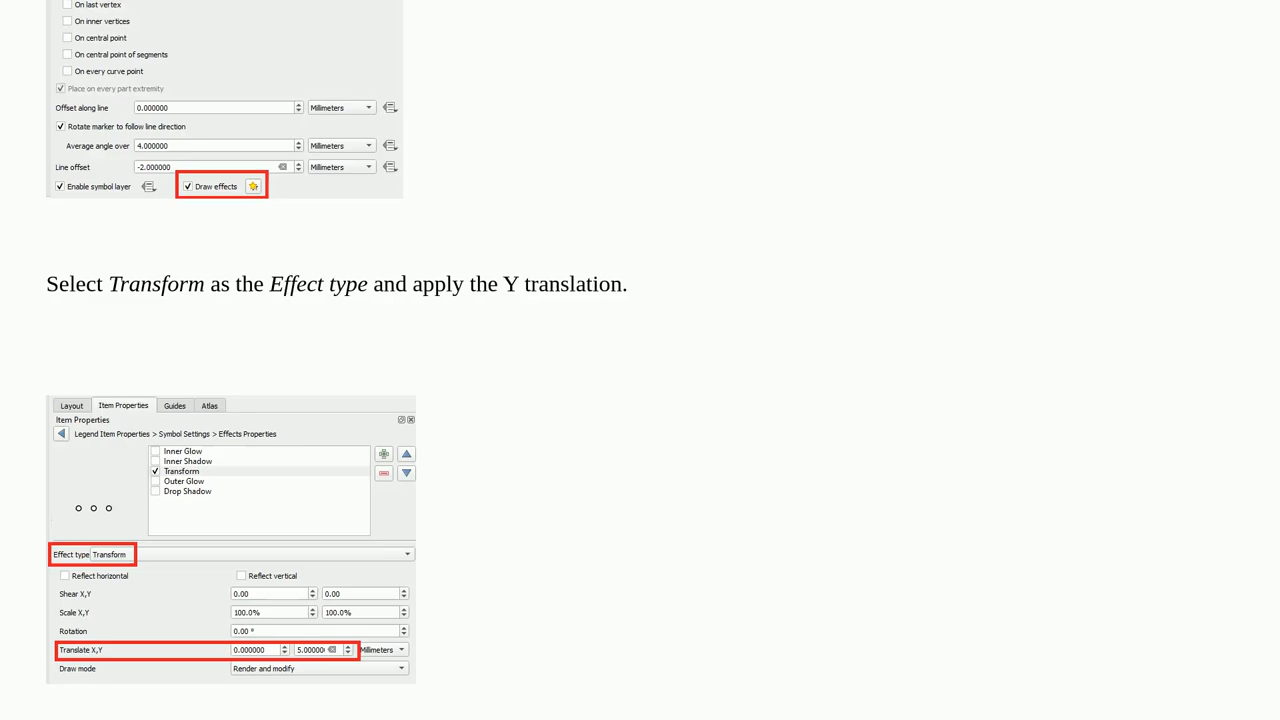 On last vertex
On inner vertices
On central point
On central point of segments
On every curve point
Place on every part extremity
Offset along line 0.000000 Millimeters
Rotate marker to follow line direction
Average angle over 4.000000 Millimeters
Line offset -2.000000 Millimeters
Enable symbol layer Draw effects
Select Transform as the Effect type and apply the Y translation.
Layout Item Properties Guides Atlas
Item Properties
Legend Item Properties > Symbol Settings > Effects Properties
Inner Glow
Inner Shadow
Transform
Outer Glow
Drop Shadow
Effect type Transform
Reflect horizontal Reflect vertical
Shear X,Y 0.00 0.00
Scale X,Y 100.0% 100.0%
Rotation 0.00 °
Translate X,Y 0.000000 5.00000 Millimeters
Draw mode Render and modify